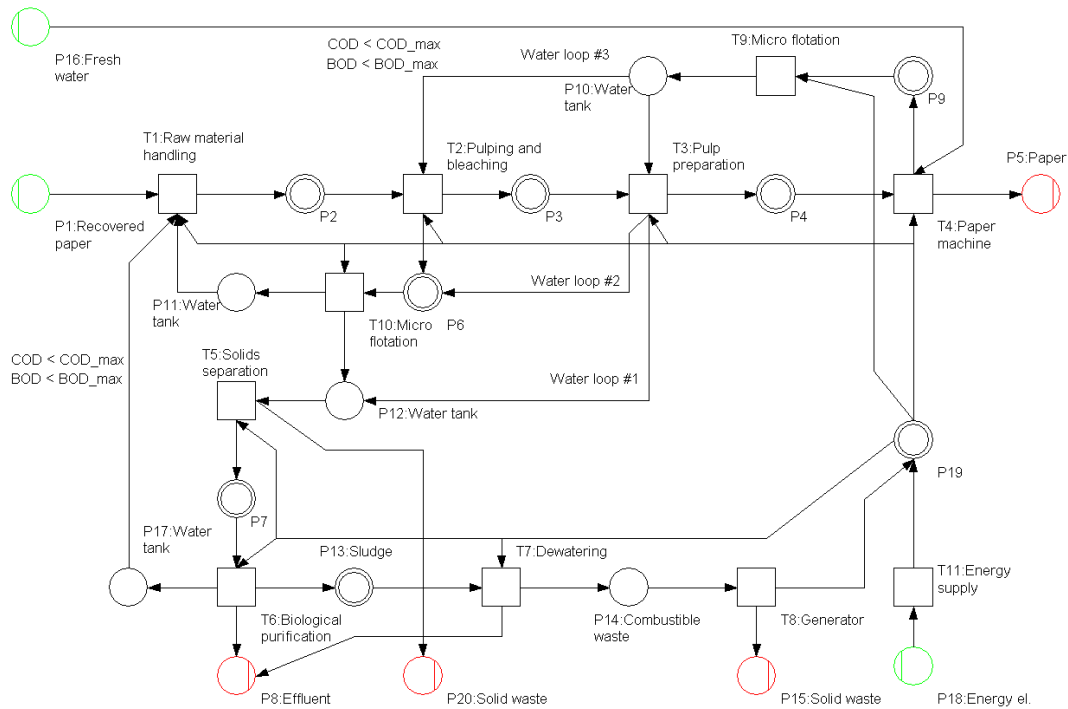 P16:Fresh
water
COD < COD_max
BOD < BOD_max
Water loop #3
T9:Micro flotation
P10:Water
tank
P9
T1:Raw material
handling
T2:Pulping and
bleaching
T3:Pulp
preparation
P5:Paper
P1:Recovered
paper
P2
P3
P4
T4:Paper
machine
P11:Water
tank
T10:Micro
flotation
P6
Water loop #2
COD < COD_max
BOD < BOD_max
T5:Solids
separation
P12:Water tank
Water loop #1
P19
P7
P17:Water
tank
P13:Sludge
T7:Dewatering
T6:Biological
purification
P14:Combustible
waste
T8:Generator
T11:Energy
supply
P8:Effluent
P20:Solid waste
P15:Solid waste
P18:Energy el.